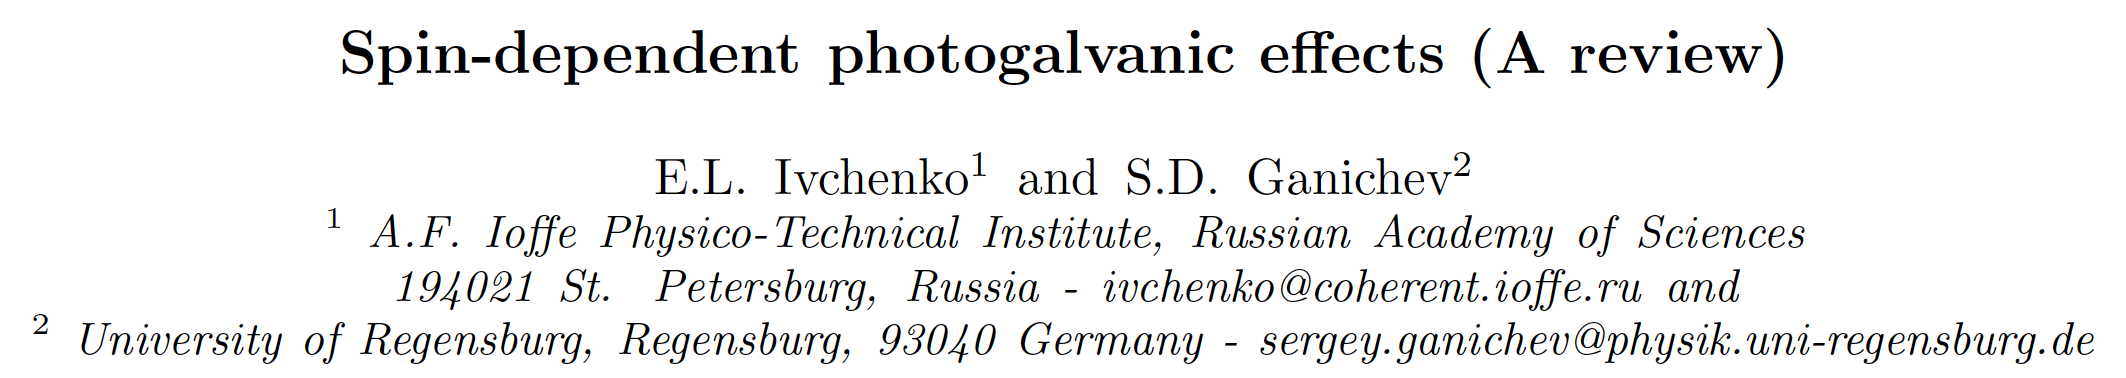 Spin-dependent photogalvanic effects (A review)
E.L. Ivchenko¹ and S.D. Ganichev²
¹ A.F. Ioffe Physico-Technical Institute, Russian Academy of Sciences
194021 St. Petersburg, Russia - ivchenko@coherent.ioffe.ru and
² University of Regensburg, Regensburg, 93040 Germany - sergey.ganichev@physik.uni-regensburg.de